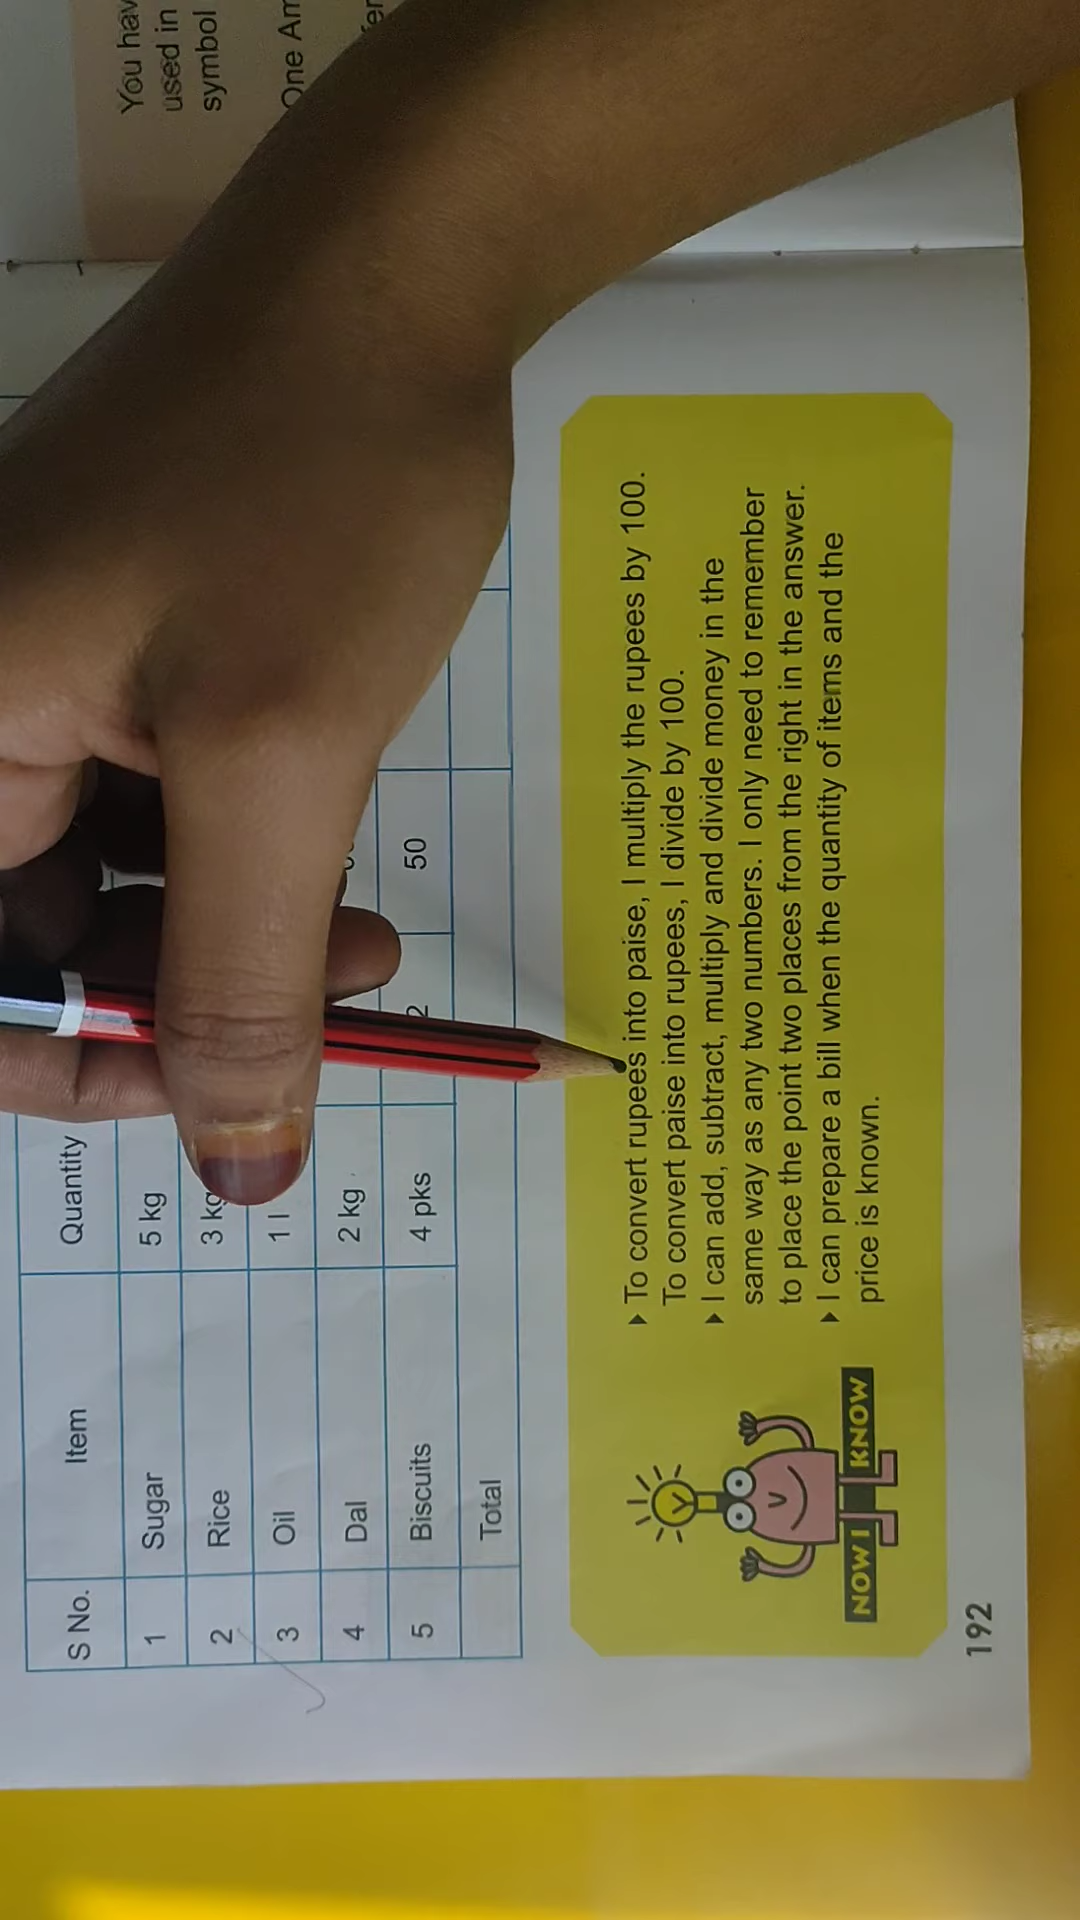 S No. Item Quantity
1 Sugar 5 kg
2 Rice 3 kg
3 Oil 1 l
4 Dal 2 kg
5 Biscuits 4 pks 2 50
Total
▸ To convert rupees into paise, I multiply the rupees by 100.
To convert paise into rupees, I divide by 100.
▸ I can add, subtract, multiply and divide money in the
same way as any two numbers. I only need to remember
to place the point two places from the right in the answer.
▸ I can prepare a bill when the quantity of items and the
price is known.
NOW I KNOW
192
You hav
used in
symbol
One Am